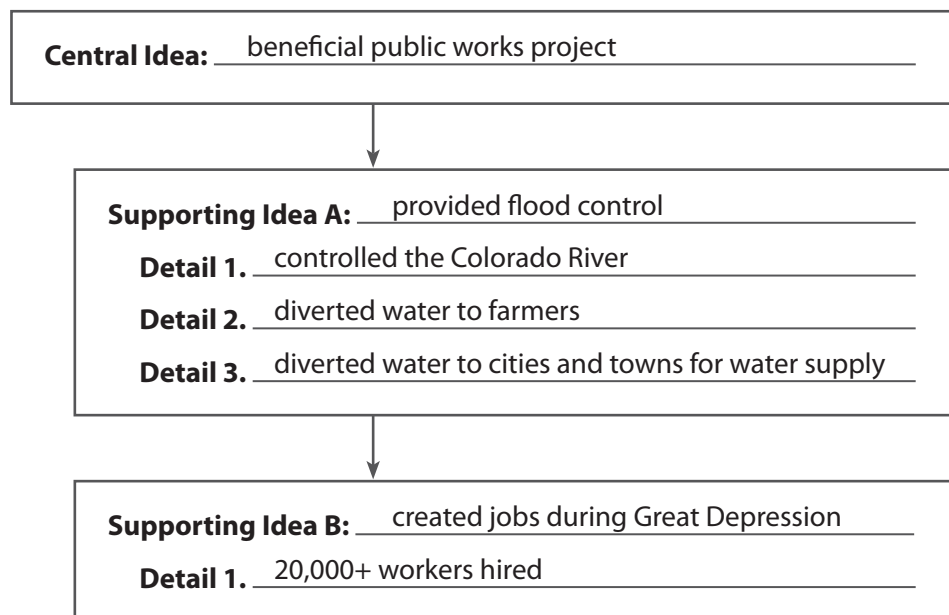 Central Idea: beneficial public works project
Supporting Idea A: provided flood control
Detail 1. controlled the Colorado River
Detail 2. diverted water to farmers
Detail 3. diverted water to cities and towns for water supply
Supporting Idea B: created jobs during Great Depression
Detail 1. 20,000+ workers hired